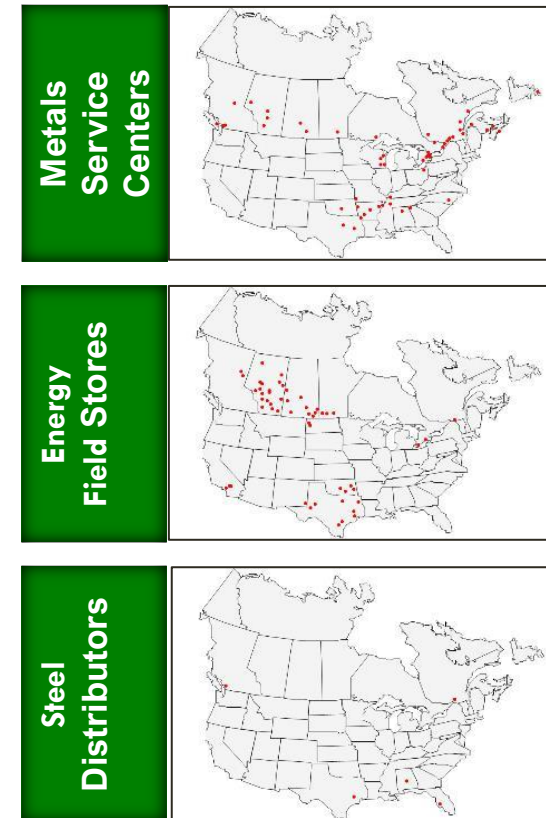 Metals
Service
Centers
Energy
Field Stores
Steel
Distributors